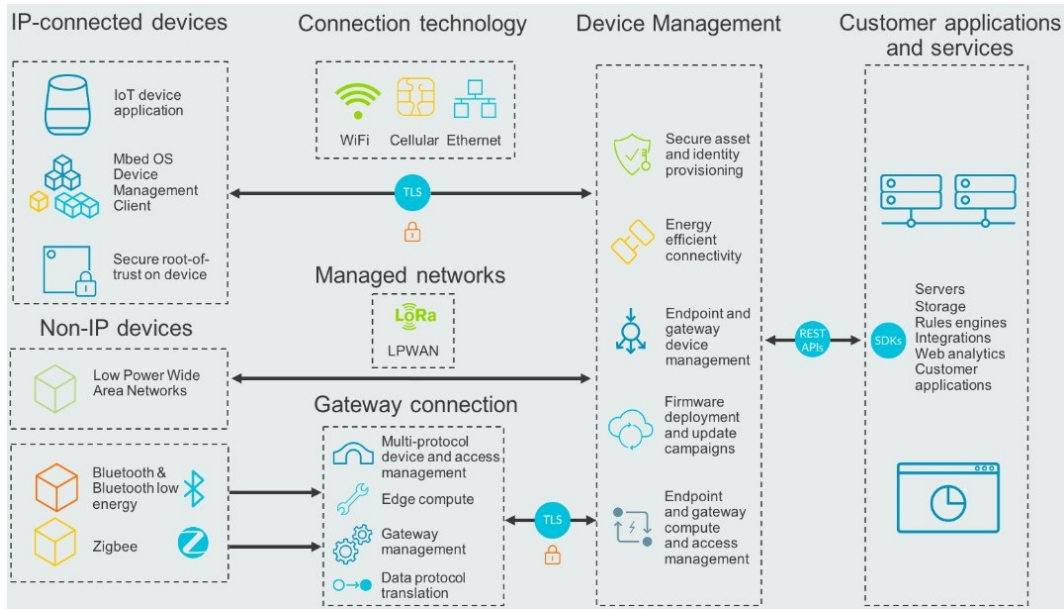 IP-connected devices
IoT device
application
Mbed OS
Device
Management
Client
Secure root-of-
trust on device
Non-IP devices
Low Power Wide
Area Networks
Bluetooth &
Bluetooth low
energy
Zigbee
Connection technology
WiFi Cellular Ethernet
TLS
Managed networks
LoRa
LPWAN
Gateway connection
Multi-protocol
device and access
management
Edge compute
Gateway
management
Data protocol
translation
TLS
Device Management
Secure asset
and identity
provisioning
Energy
efficient
connectivity
Endpoint and
gateway
device
management
Firmware
deployment
and update
campaigns
Endpoint
and gateway
compute
and access
management
REST
APIs
Customer applications
and services
SDKs
Servers
Storage
Rules engines
Integrations
Web analytics
Customer
applications